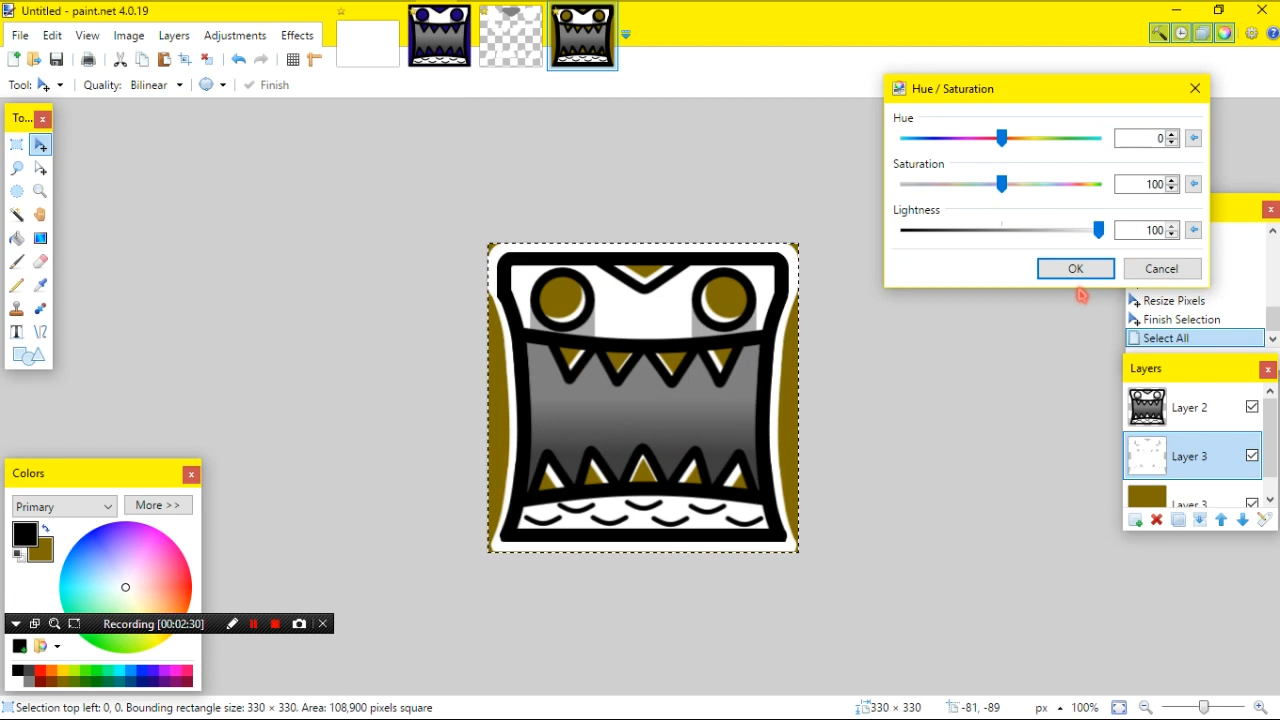 Untitled - paint.net 4.0.19
File Edit View Image Layers Adjustments Effects
Tool: Quality: Bilinear Finish
To...
Hue / Saturation
Hue
0
Saturation
100
Lightness
100
OK Cancel
Resize Pixels
Finish Selection
Select All
Layers
Layer 2
Layer 3
Layer 3
Colors
Primary More >>
Recording [00:02:30]
Selection top left: 0, 0. Bounding rectangle size: 330 × 330. Area: 108,900 pixels square 330 × 330 -81, -89 px 100%